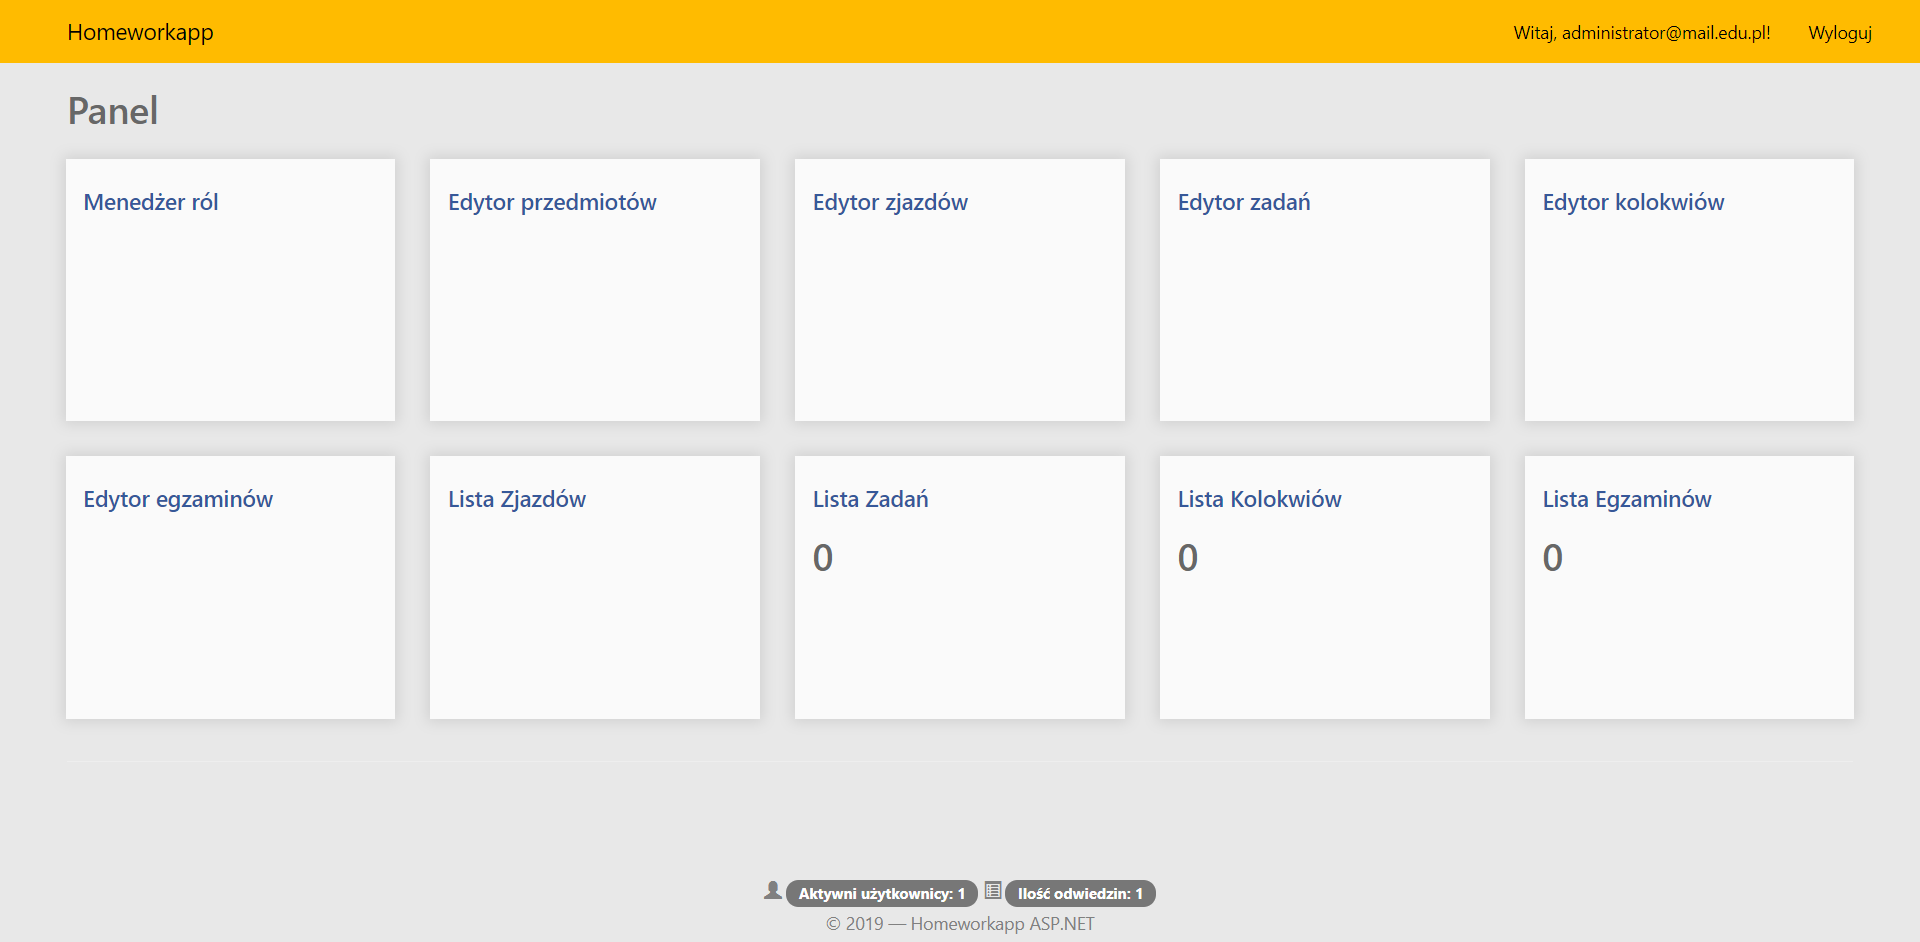 Homeworkapp
Witaj, administrator@mail.edu.pl! Wyloguj
Panel
Menedżer ról
Edytor przedmiotów
Edytor zjazdów
Edytor zadań
Edytor kolokwiów
Edytor egzaminów
Lista Zjazdów
Lista Zadań
0
Lista Kolokwiów
0
Lista Egzaminów
0
Aktywni użytkownicy: 1 Ilość odwiedzin: 1
© 2019 — Homeworkapp ASP.NET